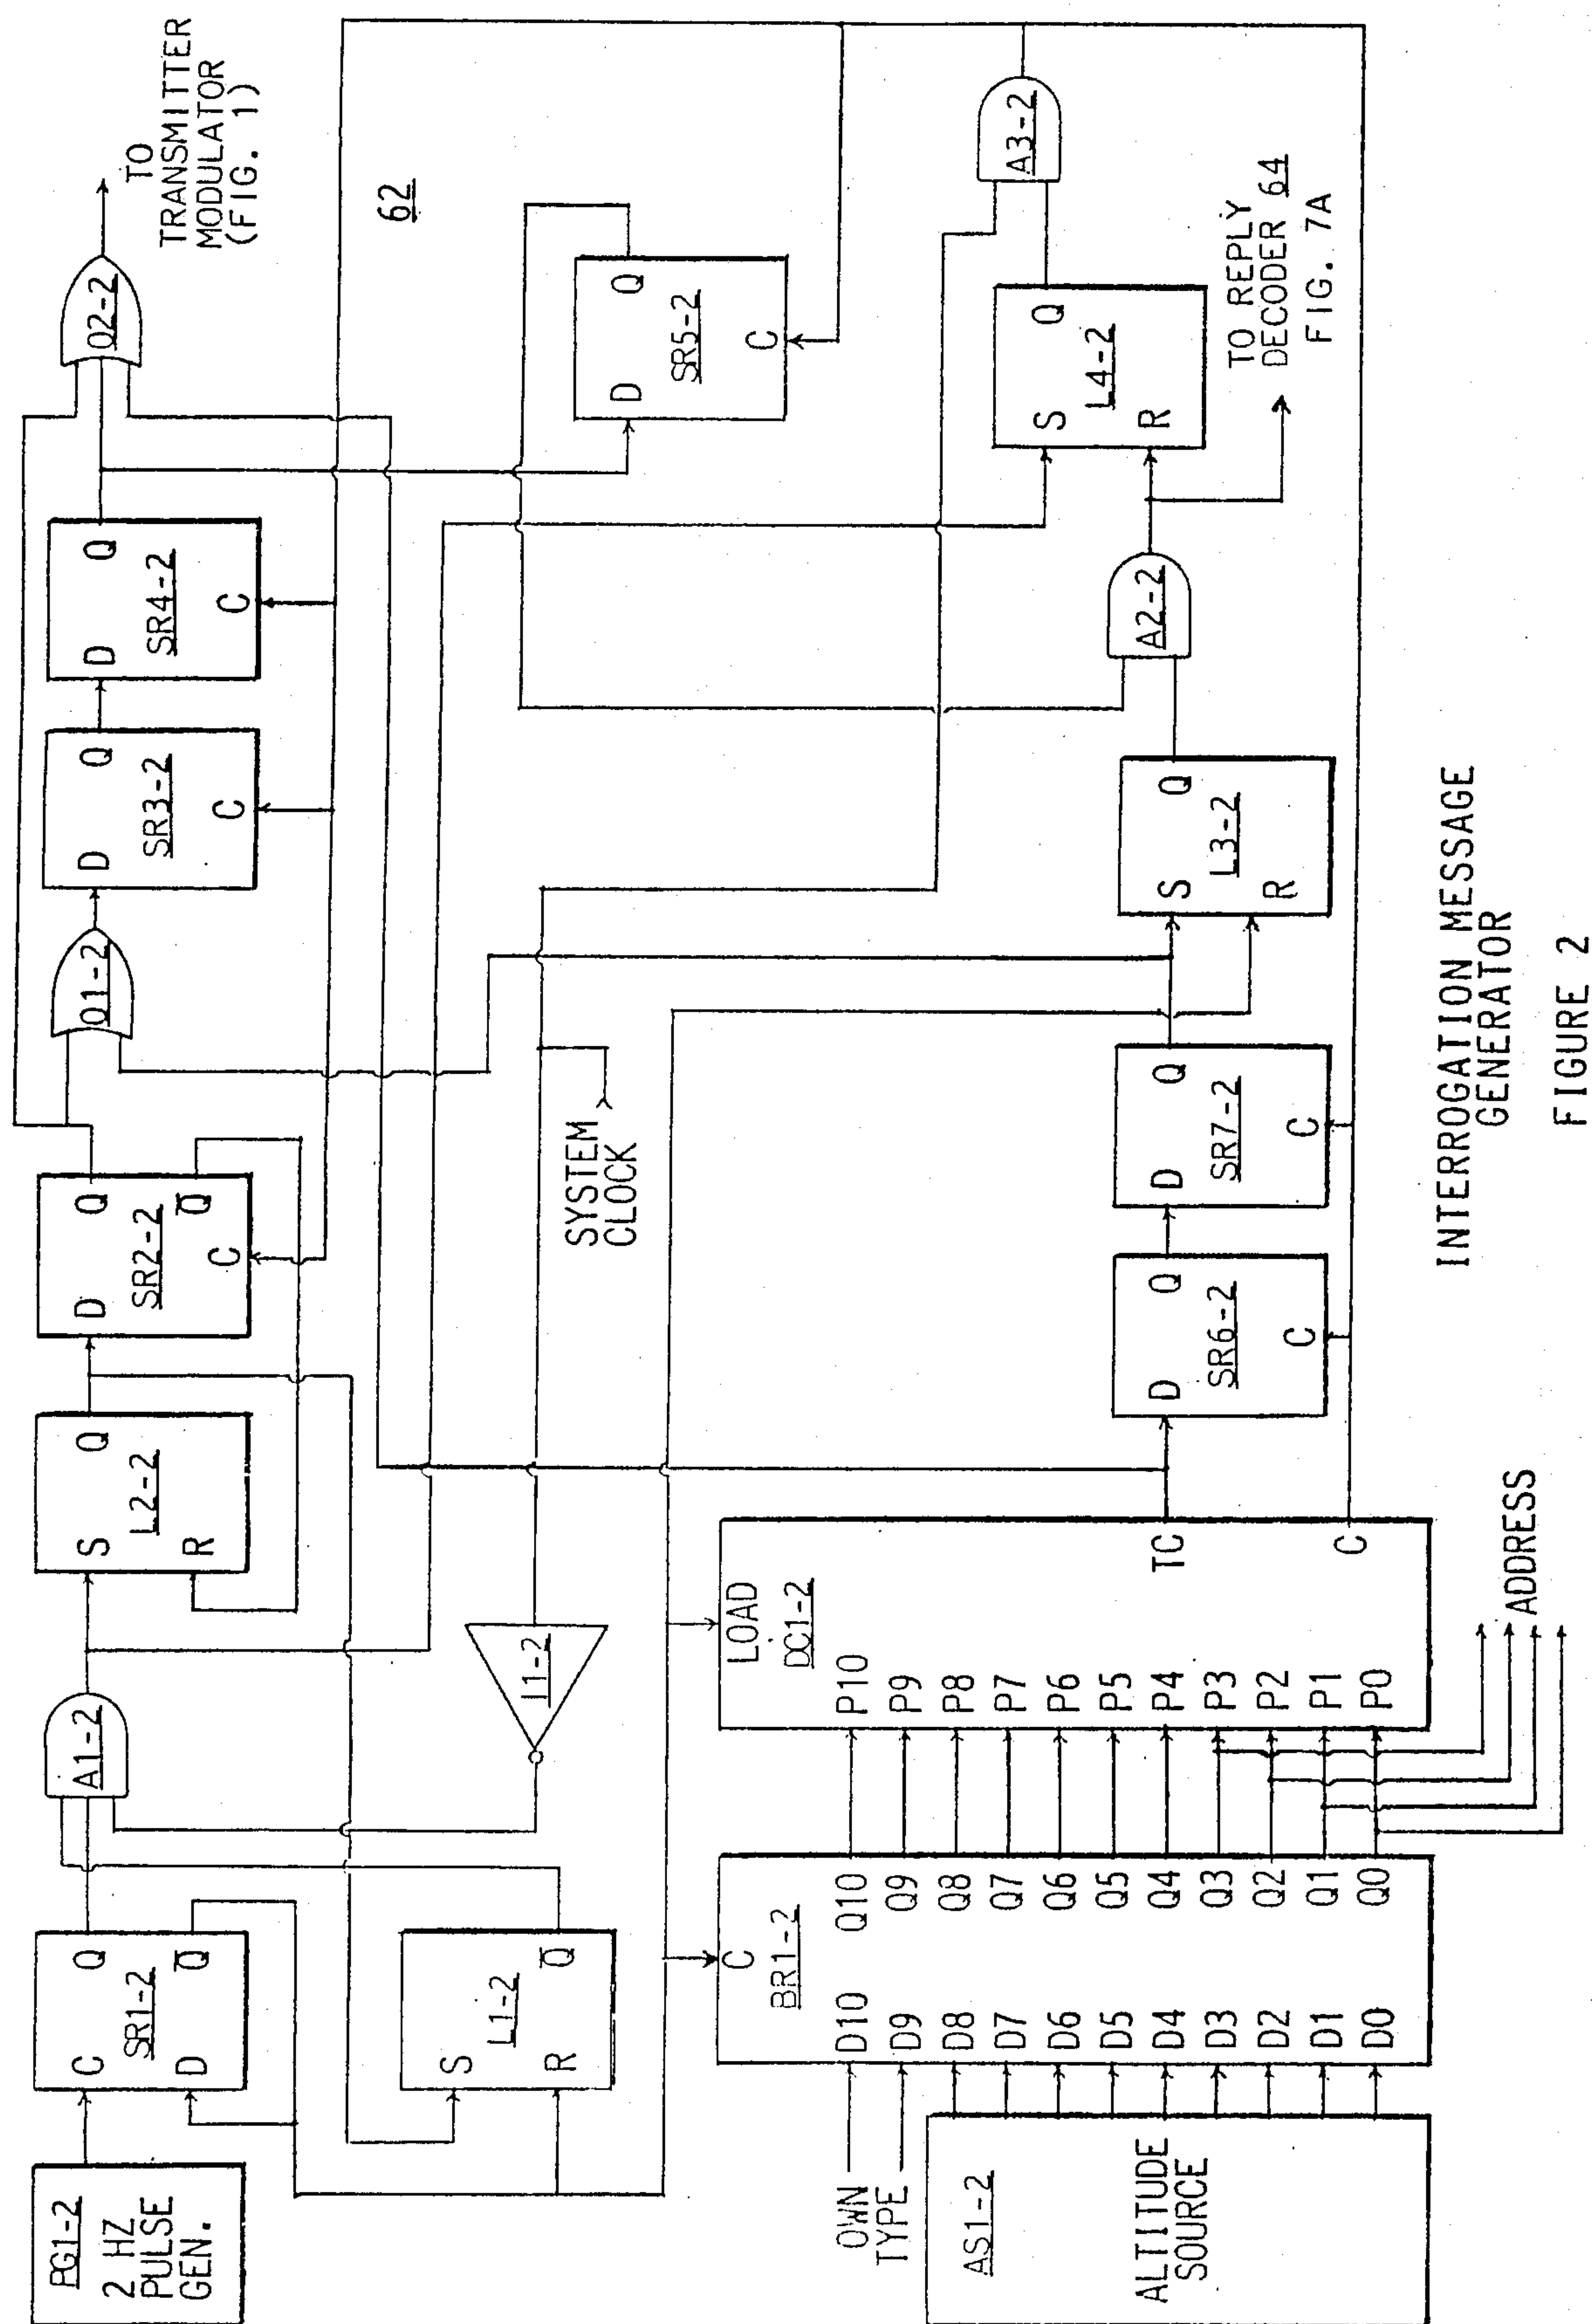 PG1-2
2 HZ
PULSE
GEN.
C
Q
SR1-2
D
Q
A1-2
S
Q
L2-2
R
D
Q
SR2-2
Q
C
O1-2
D
Q
SR3-2
C
D
Q
SR4-2
C
O2-2
TO
TRANSMITTER
MODULATOR
(FIG. 1)
62
S
L1-2
R
Q
I1-2
SYSTEM
CLOCK
D
Q
SR5-2
C
OWN
TYPE
AS1-2
ALTITUDE
SOURCE
C
BR1-2
D10 Q10
D9 Q9
D8 Q8
D7 Q7
D6 Q6
D5 Q5
D4 Q4
D3 Q3
D2 Q2
D1 Q1
D0 Q0
LOAD
DC1-2
P10
P9
P8
P7
P6
P5
P4 TC
P3
P2
P1
P0 C
ADDRESS
D
Q
SR6-2
C
D
Q
SR7-2
C
S
Q
L3-2
R
A2-2
S
Q
L4-2
R
A3-2
TO REPLY
DECODER 64
FIG. 7A
INTERROGATION MESSAGE
GENERATOR
FIGURE 2